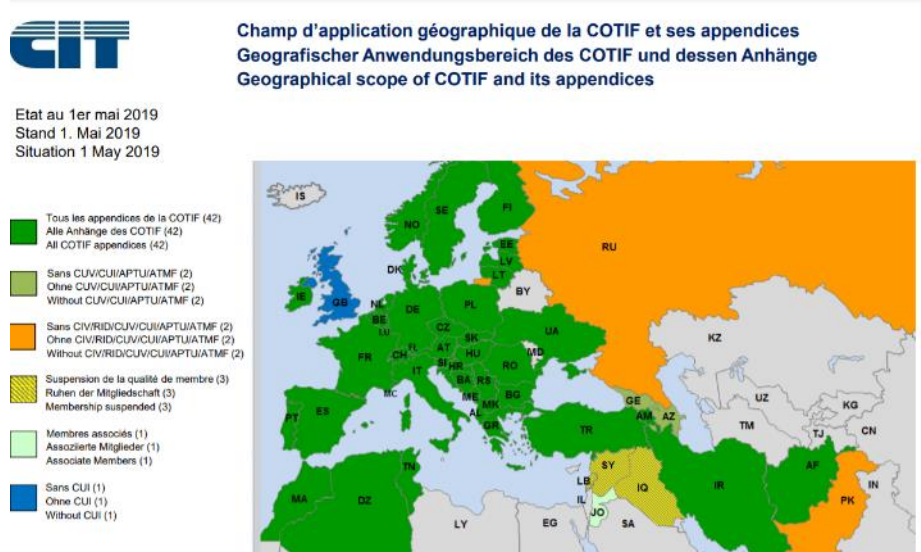 CIT
Champ d'application géographique de la COTIF et ses appendices
Geografischer Anwendungsbereich des COTIF und dessen Anhänge
Geographical scope of COTIF and its appendices
Etat au 1er mai 2019
Stand 1. Mai 2019
Situation 1 May 2019
Tous les appendices de la COTIF (42)
Alle Anhänge des COTIF (42)
All COTIF appendices (42)
Sans CUV/CUI/APTU/ATMF (2)
Ohne CUV/CUI/APTU/ATMF (2)
Without CUV/CUI/APTU/ATMF (2)
Sans CIV/RID/CUV/CUI/APTU/ATMF (2)
Ohne CIV/RID/CUV/CUI/APTU/ATMF (2)
Without CIV/RID/CUV/CUI/APTU/ATMF (2)
Suspension de la qualité de membre (3)
Ruhen der Mitgliedschaft (3)
Membership suspended (3)
Membres associés (1)
Assoziierte Mitglieder (1)
Associate Members (1)
Sans CUI (1)
Ohne CUI (1)
Without CUI (1)
IS
NO
SE
FI
RU
EE
LV
LT
DK
BY
IE
GB
NL
BE
LU
DE
PL
CZ
SK
UA
KZ
FR
CH
FL
AT
HU
MD
RO
IT
SI
HR
BA
RS
ME
MK
BG
AL
GR
MC
PT
ES
GE
AM
AZ
UZ
KG
TM
TJ
CN
TR
TN
MA
DZ
LY
EG
SY
LB
IL
IQ
JO
SA
IR
AF
PK
IN